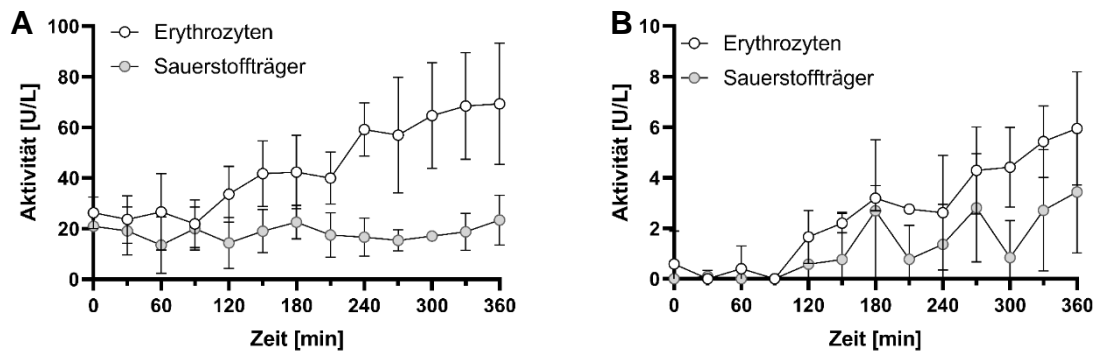 A
Erythrozyten
Sauerstoffträger
Aktivität [U/L]
100
80
60
40
20
0
0 60 120 180 240 300 360
Zeit [min]
B
Erythrozyten
Sauerstoffträger
Aktivität [U/L]
10
8
6
4
2
0
0 60 120 180 240 300 360
Zeit [min]